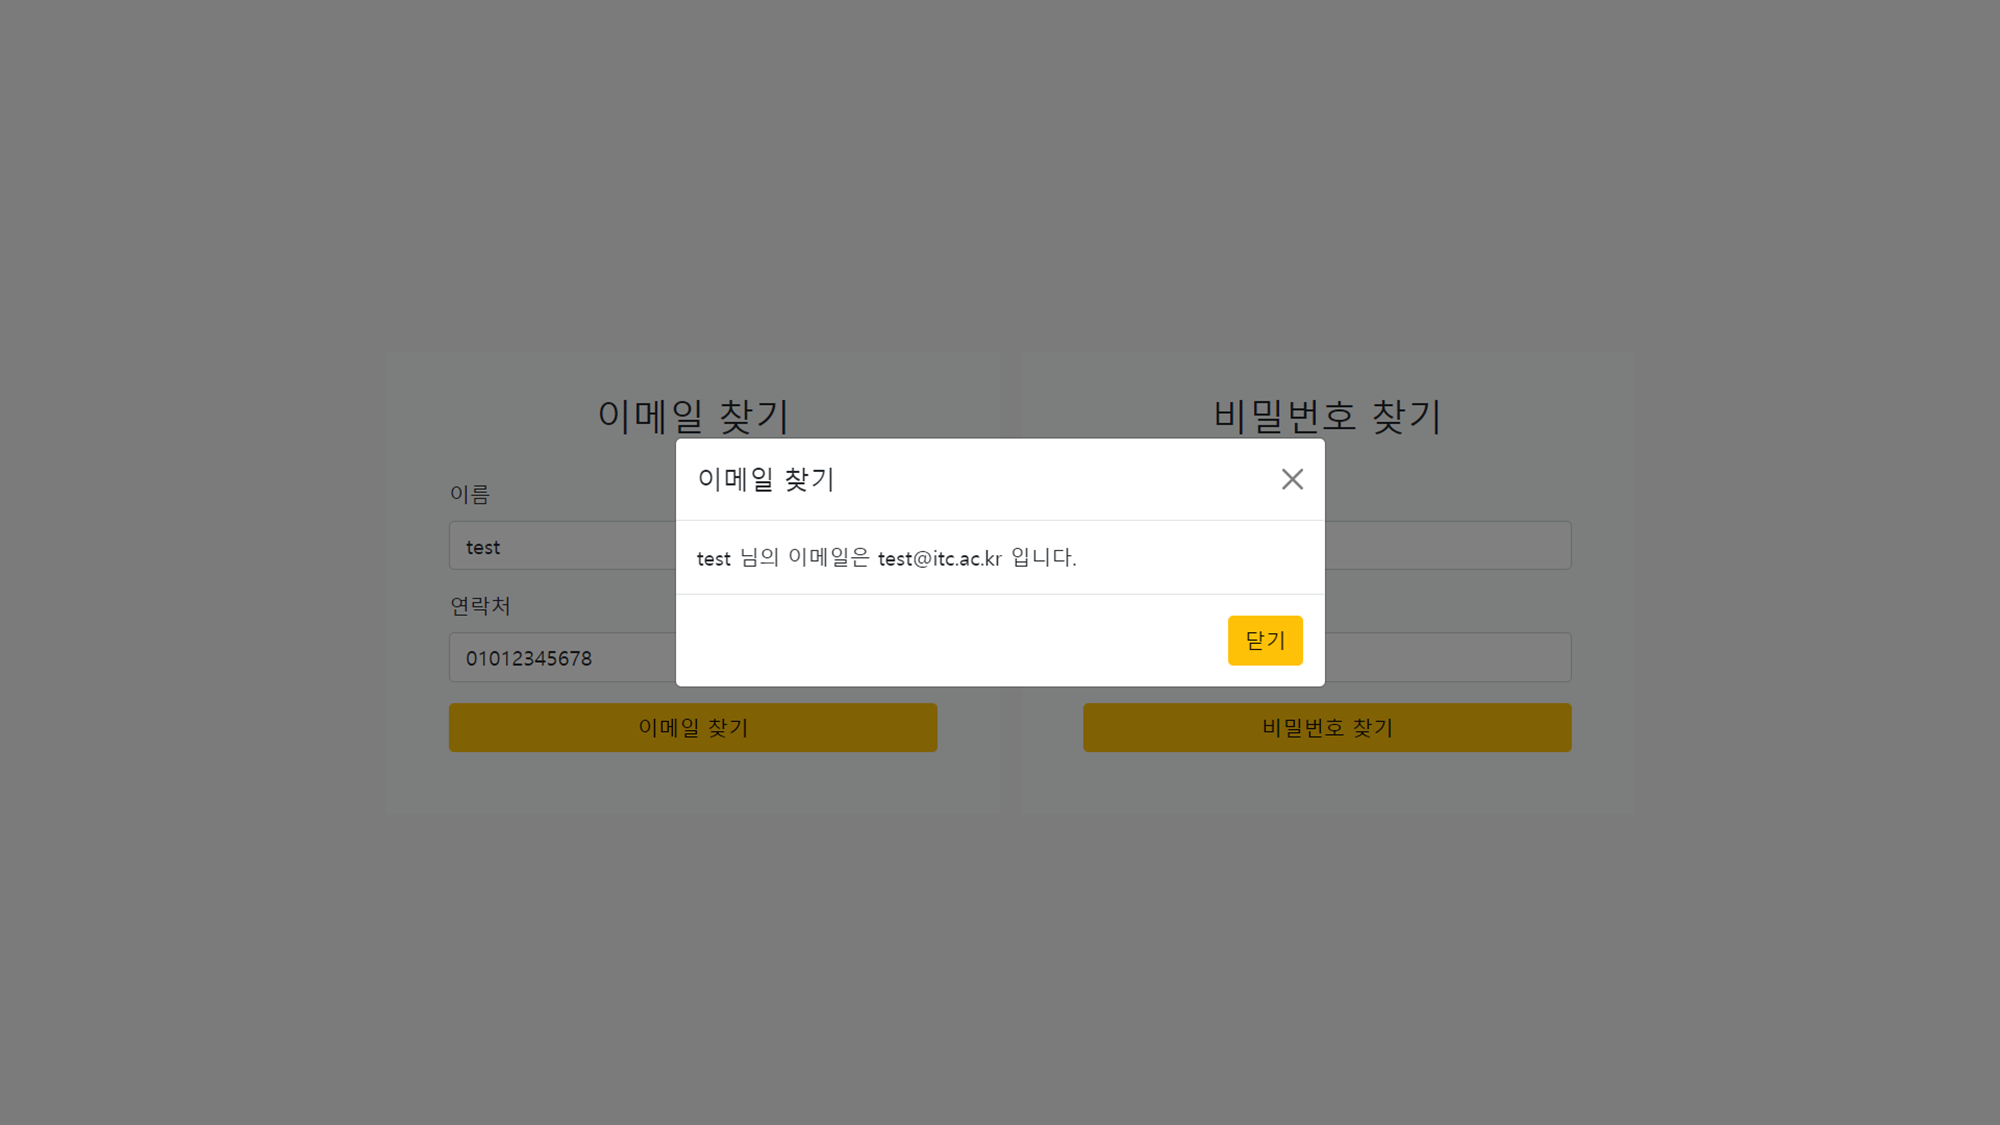 이메일 찾기
이름
test
연락처
01012345678
이메일 찾기
비밀번호 찾기
비밀번호 찾기
이메일 찾기
test 님의 이메일은 test@itc.ac.kr 입니다.
닫기